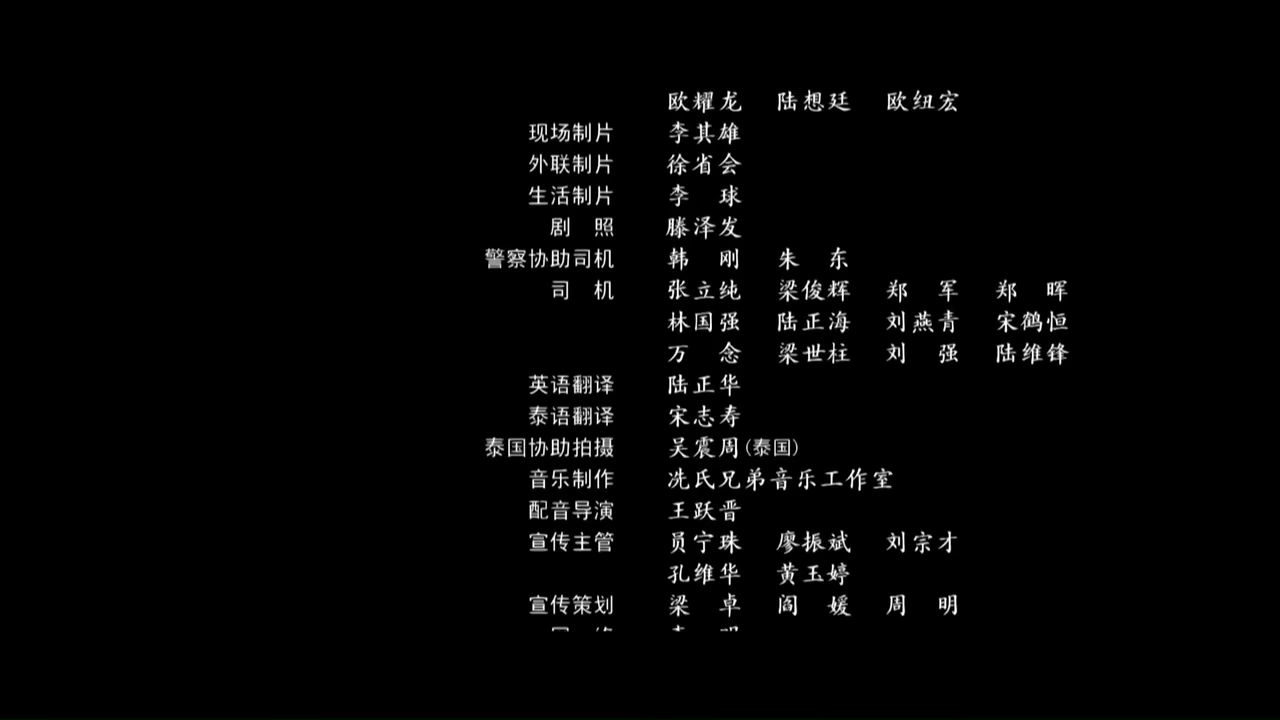 欧耀龙 陆想廷 欧纽宏
现场制片 李其雄
外联制片 徐省会
生活制片 李 球
剧 照 滕泽发
警察协助司机 韩 刚 朱 东
司 机 张立纯 梁俊辉 郑 军 郑 晖
林国强 陆正海 刘燕青 宋鹤恒
万 念 梁世柱 刘 强 陆维锋
英语翻译 陆正华
泰语翻译 宋志寿
泰国协助拍摄 吴震周(泰国)
音乐制作 冼氏兄弟音乐工作室
配音导演 王跃晋
宣传主管 员宁珠 廖振斌 刘宗才
孔维华 黄玉婷
宣传策划 梁 卓 阎 媛 周 明